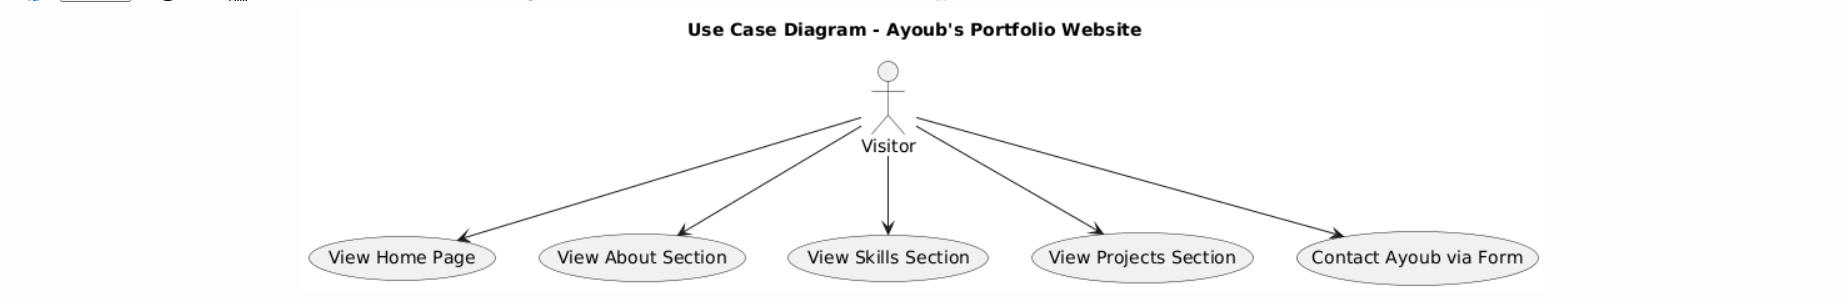 Use Case Diagram - Ayoub's Portfolio Website
Visitor
View Home Page
View About Section
View Skills Section
View Projects Section
Contact Ayoub via Form